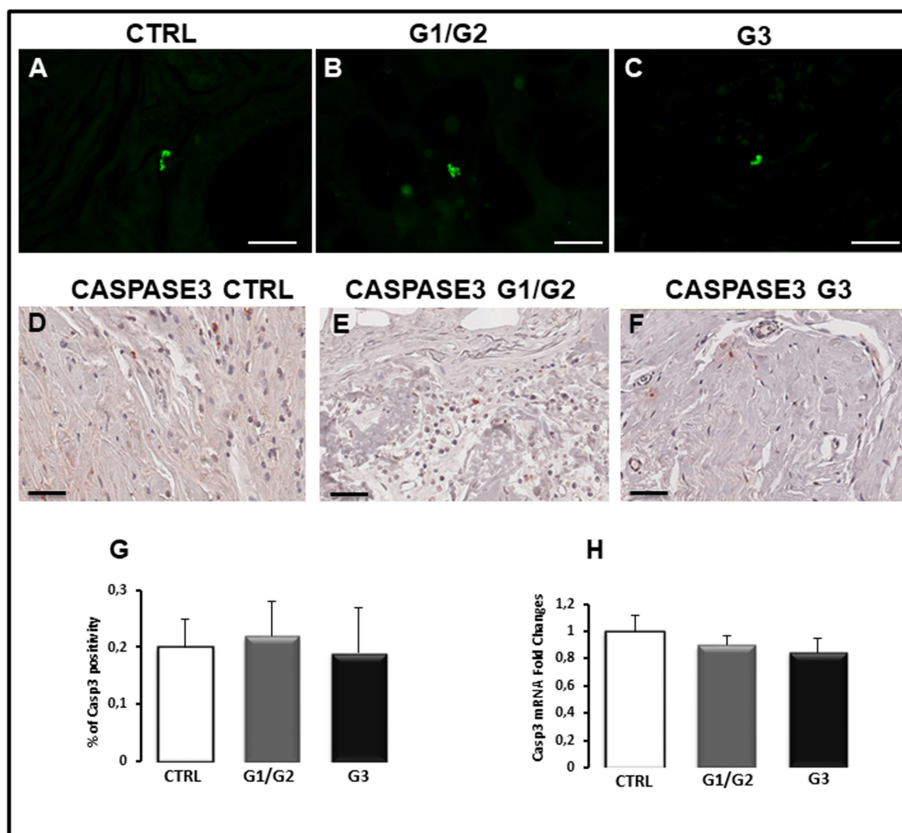 CTRL G1/G2 G3
A B C
CASPASE3 CTRL CASPASE3 G1/G2 CASPASE3 G3
D E F
G
% of Casp3 positivity
0,3
0,2
0,1
0
CTRL G1/G2 G3
H
Casp3 mRNA Fold Changes
1,2
1
0,8
0,6
0,4
0,2
0
CTRL G1/G2 G3